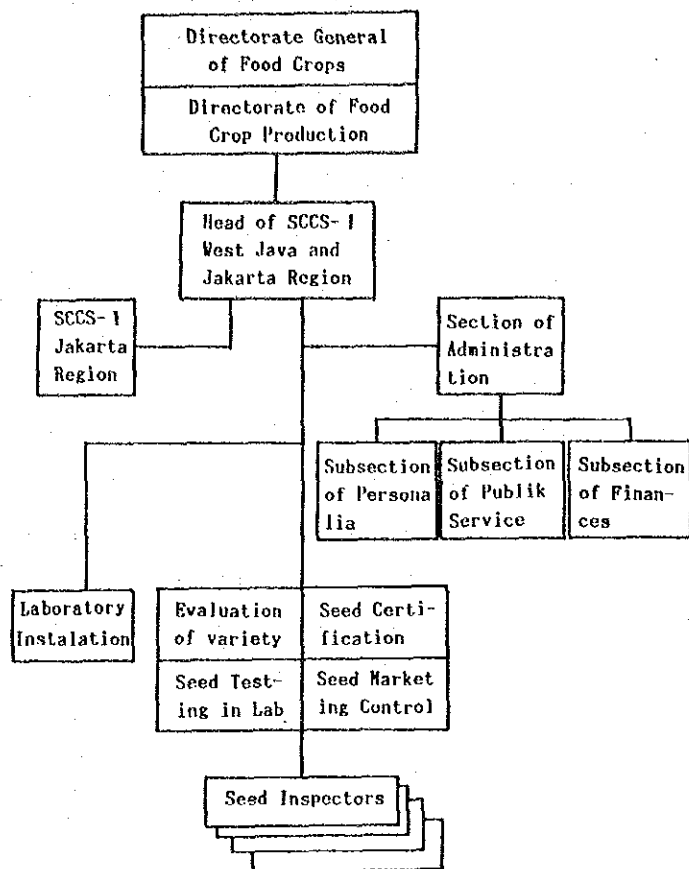 Directorate General
of Food Crops
Directorate of Food
Crop Production
Head of SCCS-1
West Java and
Jakarta Region
SCCS-1
Jakarta
Region
Section of
Administra
tion
Subsection
of Persona
lia
Subsection
of Publik
Service
Subsection
of Finan-
ces
Laboratory
Instalation
Evaluation
of variety
Seed Certi-
fication
Seed Test-
ing in Lab
Seed Market
ing Control
Seed Inspectors